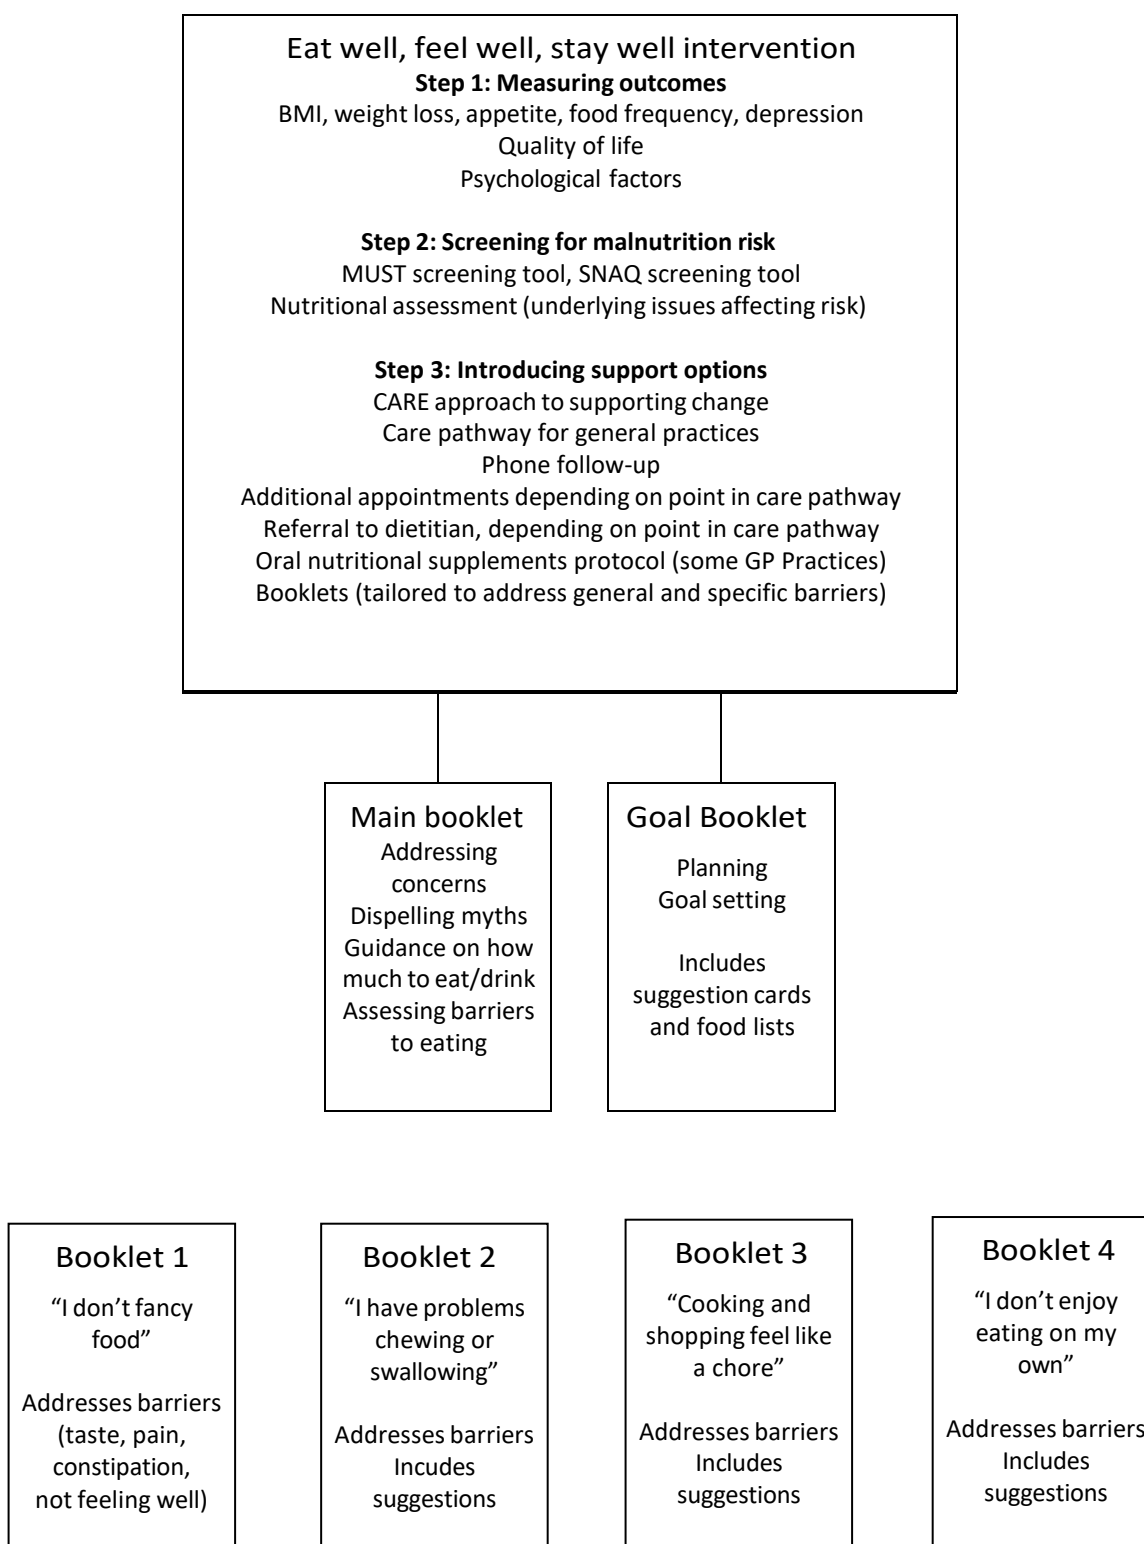 Eat well, feel well, stay well intervention
Step 1: Measuring outcomes
BMI, weight loss, appetite, food frequency, depression
Quality of life
Psychological factors
Step 2: Screening for malnutrition risk
MUST screening tool, SNAQ screening tool
Nutritional assessment (underlying issues affecting risk)
Step 3: Introducing support options
CARE approach to supporting change
Care pathway for general practices
Phone follow-up
Additional appointments depending on point in care pathway
Referral to dietitian, depending on point in care pathway
Oral nutritional supplements protocol (some GP Practices)
Booklets (tailored to address general and specific barriers)
Main booklet
Addressing
concerns
Dispelling myths
Guidance on how
much to eat/drink
Assessing barriers
to eating
Goal Booklet
Planning
Goal setting
Includes
suggestion cards
and food lists
Booklet 1
“I don’t fancy
food”
Addresses barriers
(taste, pain,
constipation,
not feeling well)
Booklet 2
“I have problems
chewing or
swallowing”
Addresses barriers
Incudes
suggestions
Booklet 3
“Cooking and
shopping feel like
a chore”
Addresses barriers
Includes
suggestions
Booklet 4
“I don’t enjoy
eating on my
own”
Addresses barriers
Includes
suggestions